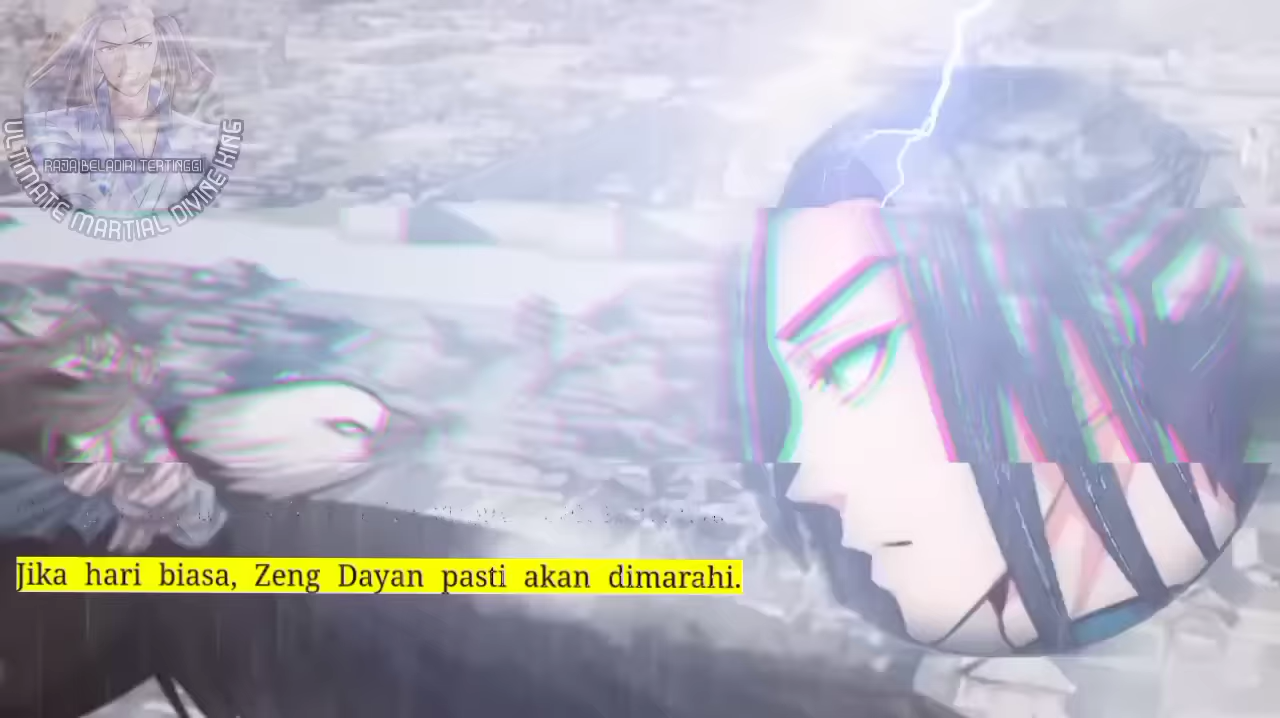 RAJA BELADIRI TERTINGGI
ULTIMATE MARTIAL DIVINE KING
Jika hari biasa, Zeng Dayan pasti akan dimarahi.